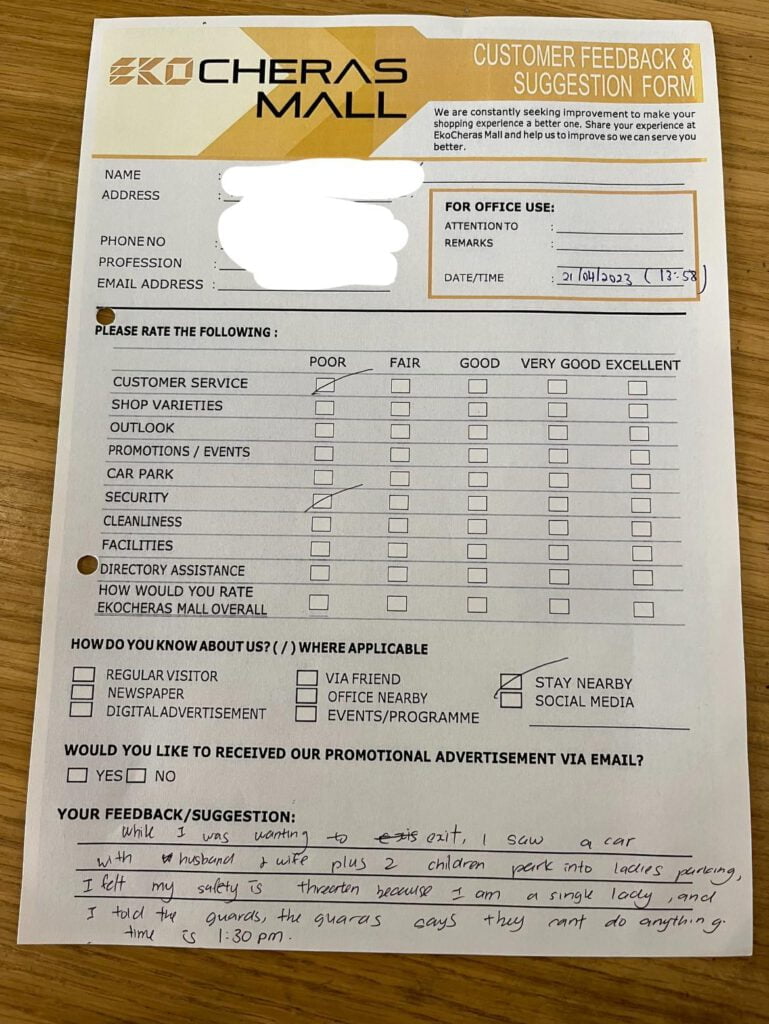 EKOCHERAS
MALL
CUSTOMER FEEDBACK &
SUGGESTION FORM
We are constantly seeking improvement to make your
shopping experience a better one. Share your experience at
EkoCheras Mall and help us to improve so we can serve you
better.
NAME :
ADDRESS :
PHONE NO :
PROFESSION :
EMAIL ADDRESS :
FOR OFFICE USE:
ATTENTION TO :
REMARKS :
DATE/TIME : 21/04/2023 (13:58)
PLEASE RATE THE FOLLOWING :
POOR FAIR GOOD VERY GOOD EXCELLENT
CUSTOMER SERVICE
SHOP VARIETIES
OUTLOOK
PROMOTIONS / EVENTS
CAR PARK
SECURITY
CLEANLINESS
FACILITIES
DIRECTORY ASSISTANCE
HOW WOULD YOU RATE
EKOCHERAS MALL OVERALL
HOW DO YOU KNOW ABOUT US? ( / ) WHERE APPLICABLE
REGULAR VISITOR VIA FRIEND STAY NEARBY
NEWSPAPER OFFICE NEARBY SOCIAL MEDIA
DIGITAL ADVERTISEMENT EVENTS/PROGRAMME
WOULD YOU LIKE TO RECEIVED OUR PROMOTIONAL ADVERTISEMENT VIA EMAIL?
YES NO
YOUR FEEDBACK/SUGGESTION:
While I was wanting to exit, I saw a car
with husband & wife plus 2 children park into ladies parking,
I felt my safety is threaten because I am a single lady, and
I told the guards, the guards says they cant do anything.
time is 1:30 pm.